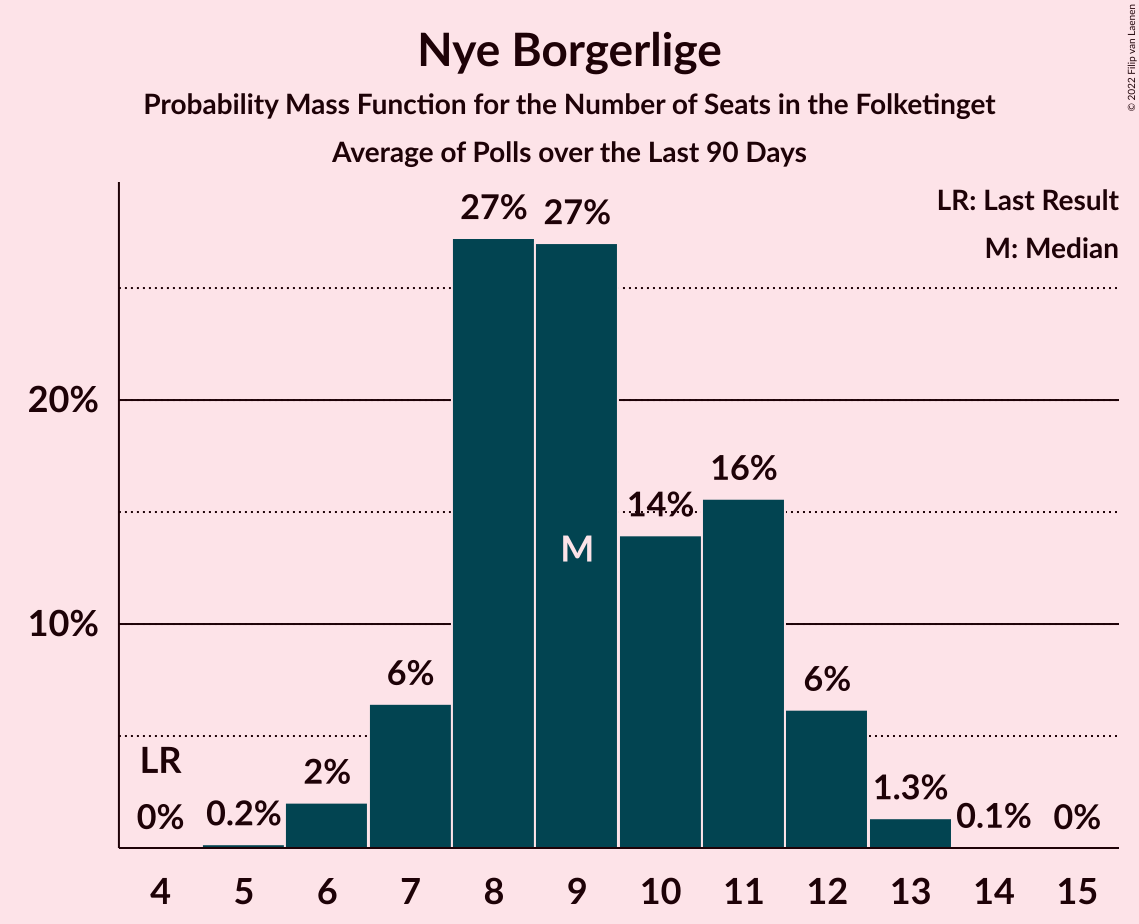 Nye Borgerlige
Probability Mass Function for the Number of Seats in the Folketinget
Average of Polls over the Last 90 Days
© 2022 Filip van Laenen
LR: Last Result
M: Median
27%
27%
20%
16%
14%
M
10%
6%
6%
LR
2%
1.3%
0%
0.2%
0.1%
0%
4 5 6 7 8 9 10 11 12 13 14 15